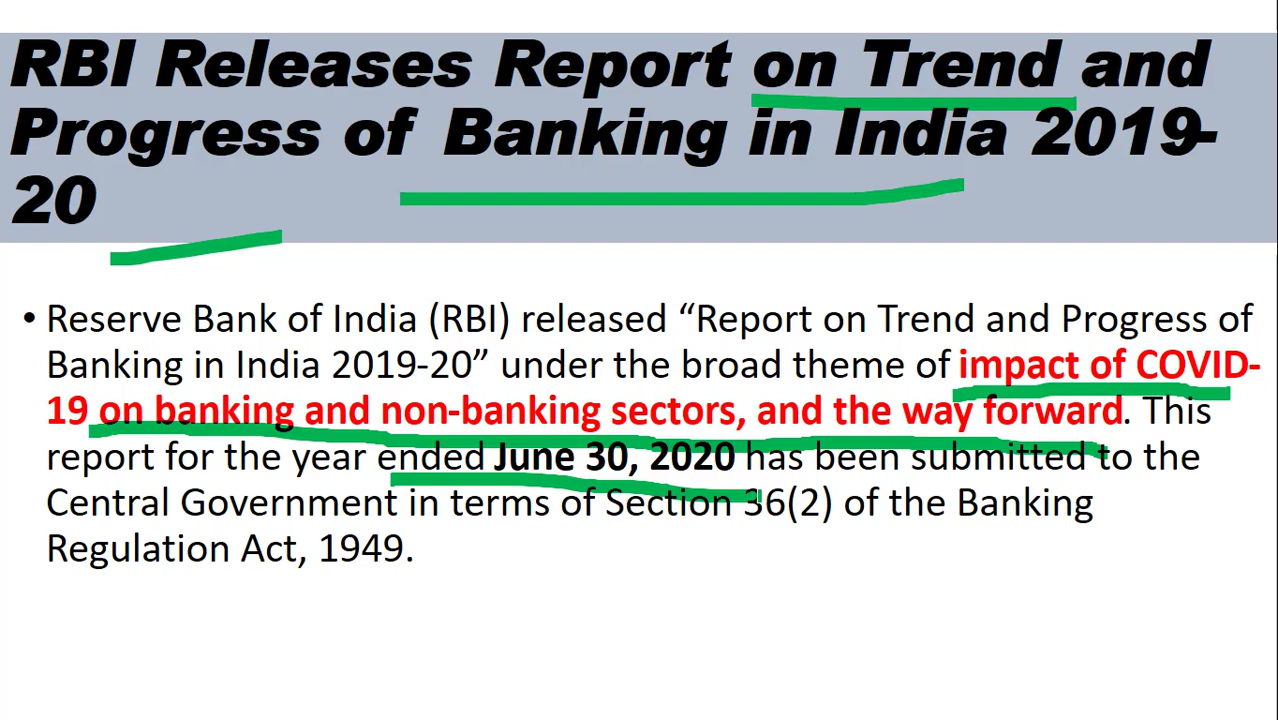 RBI Releases Report on Trend and
Progress of Banking in India 2019-
20
• Reserve Bank of India (RBI) released “Report on Trend and Progress of
Banking in India 2019-20” under the broad theme of impact of COVID-
19 on banking and non-banking sectors, and the way forward. This
report for the year ended June 30, 2020 has been submitted to the
Central Government in terms of Section 36(2) of the Banking
Regulation Act, 1949.